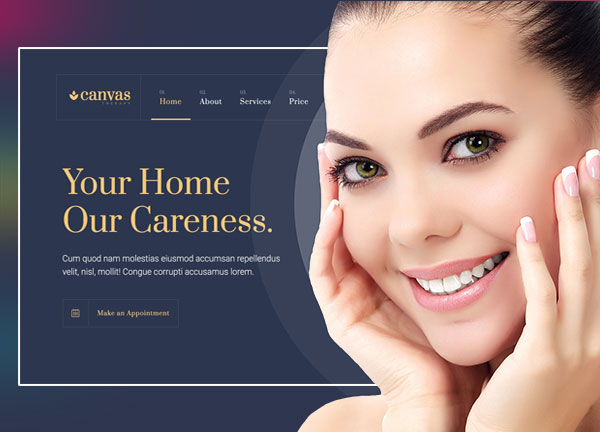 canvas
THERAPY
01. 02. 03. 04.
Home About Services Price
Your Home
Our Careness.
Cum quod nam molestias eiusmod accumsan repellendus
velit, nisl, mollit! Congue corrupti accusamus lorem.
Make an Appointment